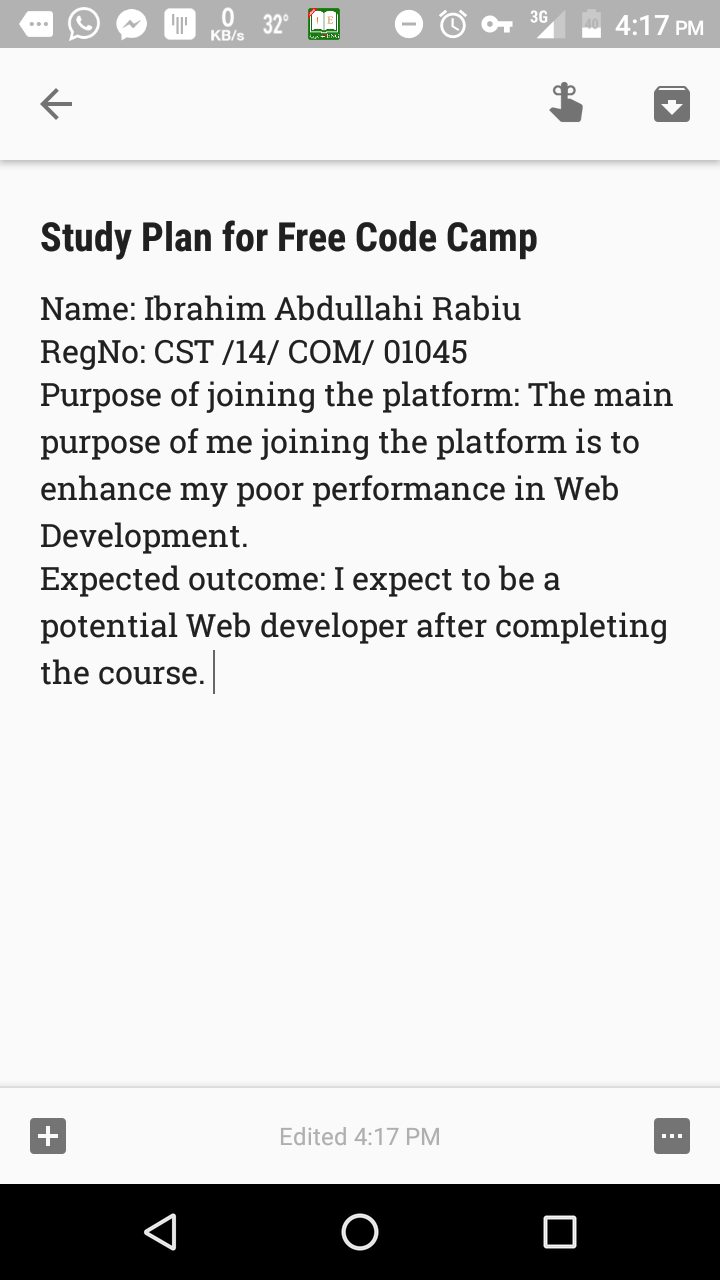 0
KB/s
32°
I E
3G
40
4:17 PM
Study Plan for Free Code Camp
Name: Ibrahim Abdullahi Rabiu
RegNo: CST /14/ COM/ 01045
Purpose of joining the platform: The main
purpose of me joining the platform is to
enhance my poor performance in Web
Development.
Expected outcome: I expect to be a
potential Web developer after completing
the course.
Edited 4:17 PM